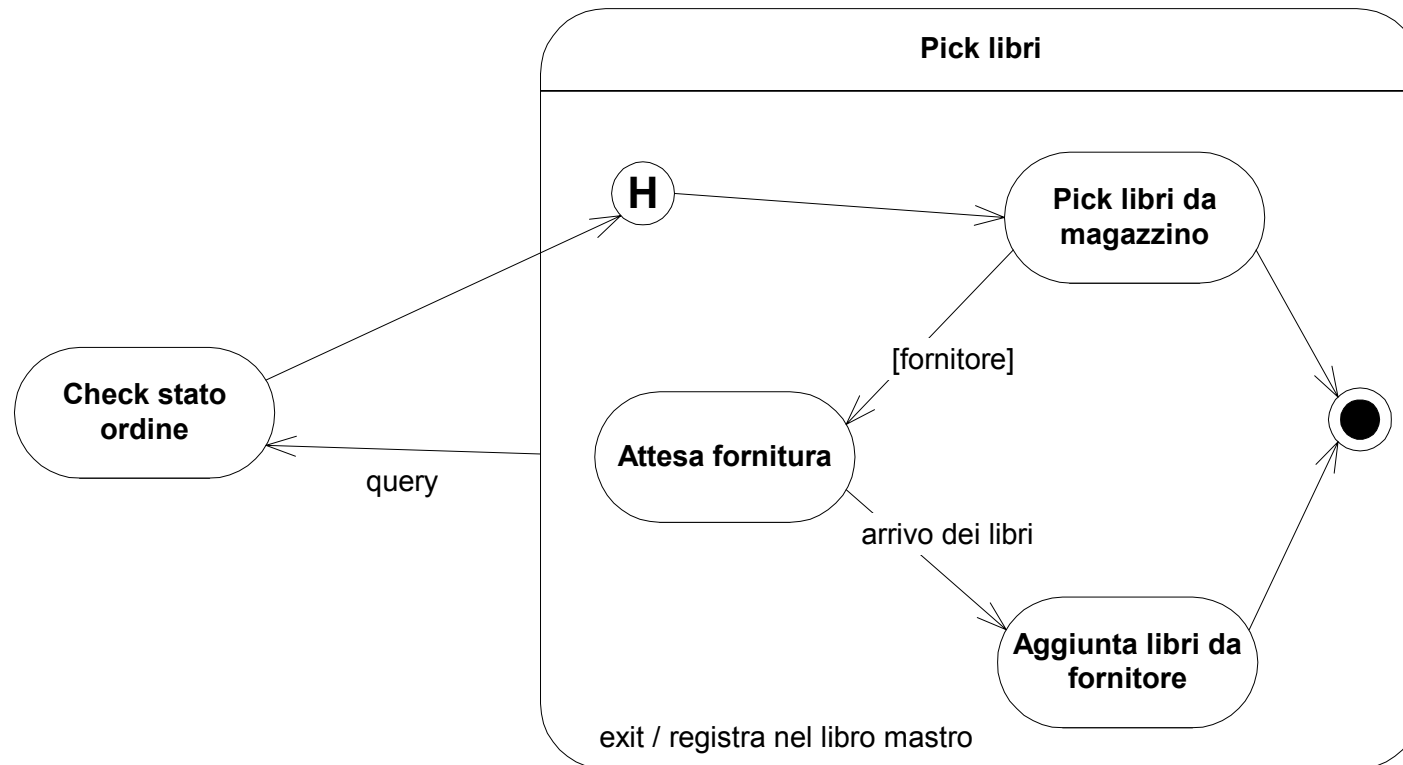 Pick libri
H
Pick libri da
magazzino
[fornitore]
Check stato
ordine
Attesa fornitura
query
arrivo dei libri
Aggiunta libri da
fornitore
exit / registra nel libro mastro